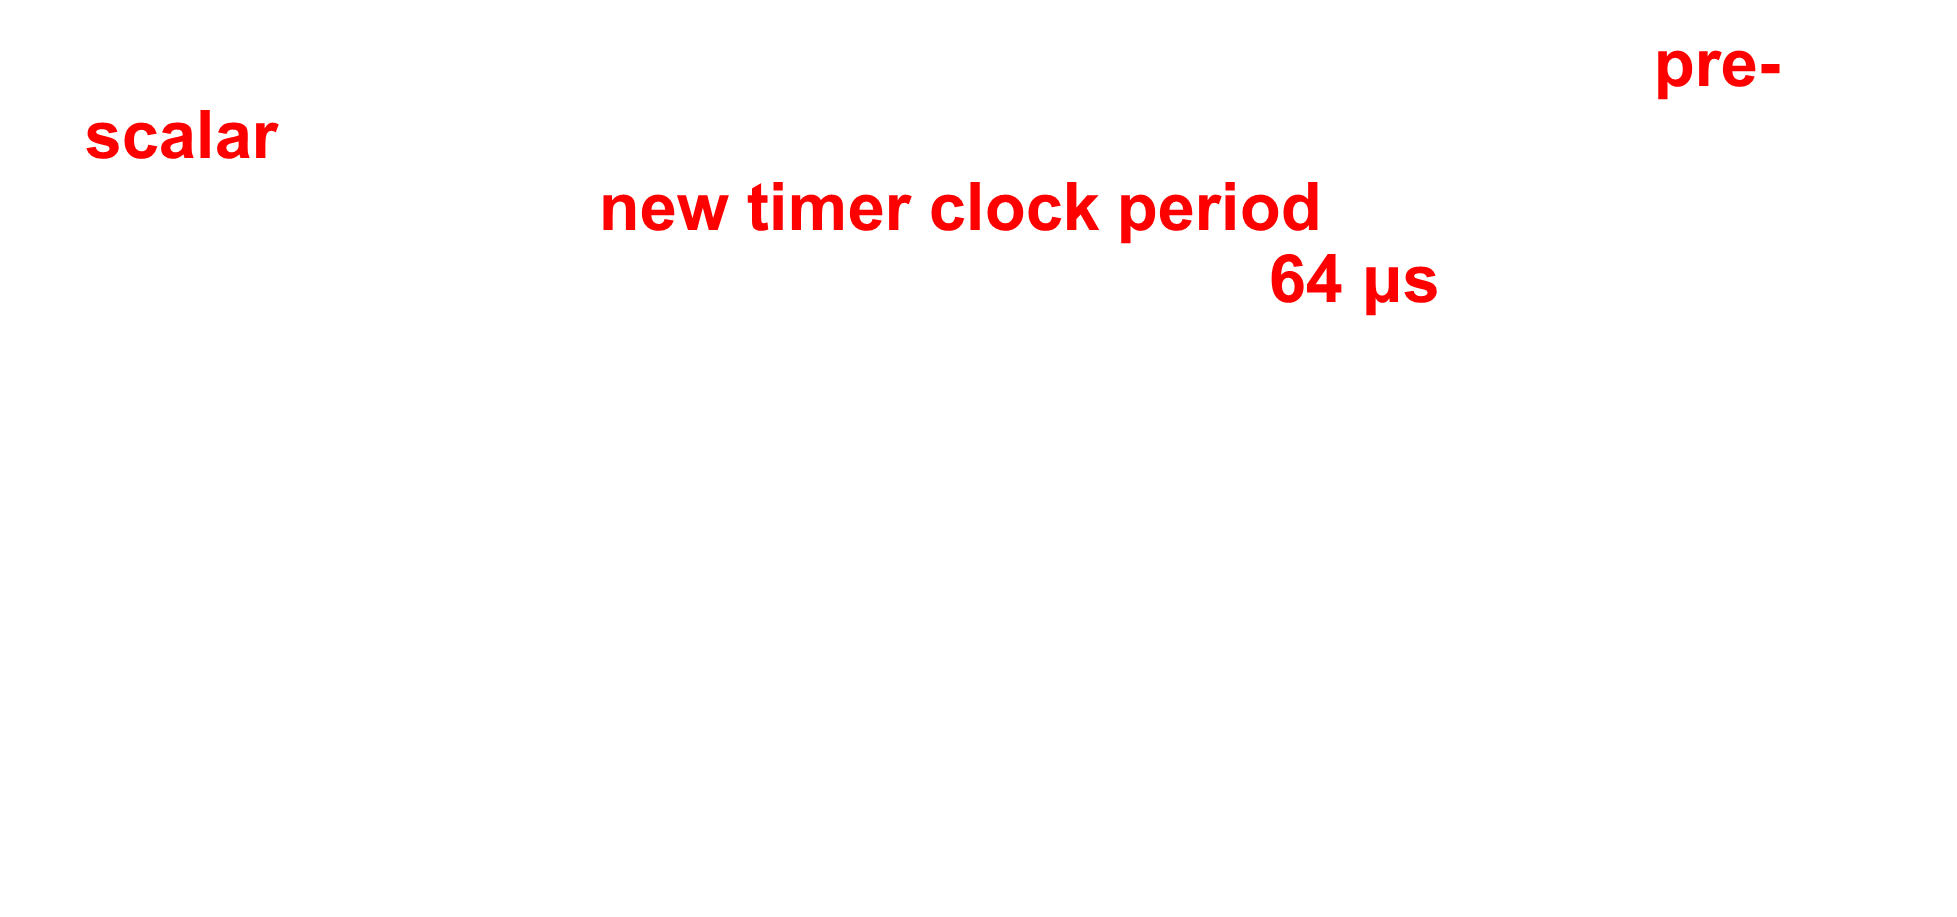 pre-
scalar
new timer clock period
64 µs